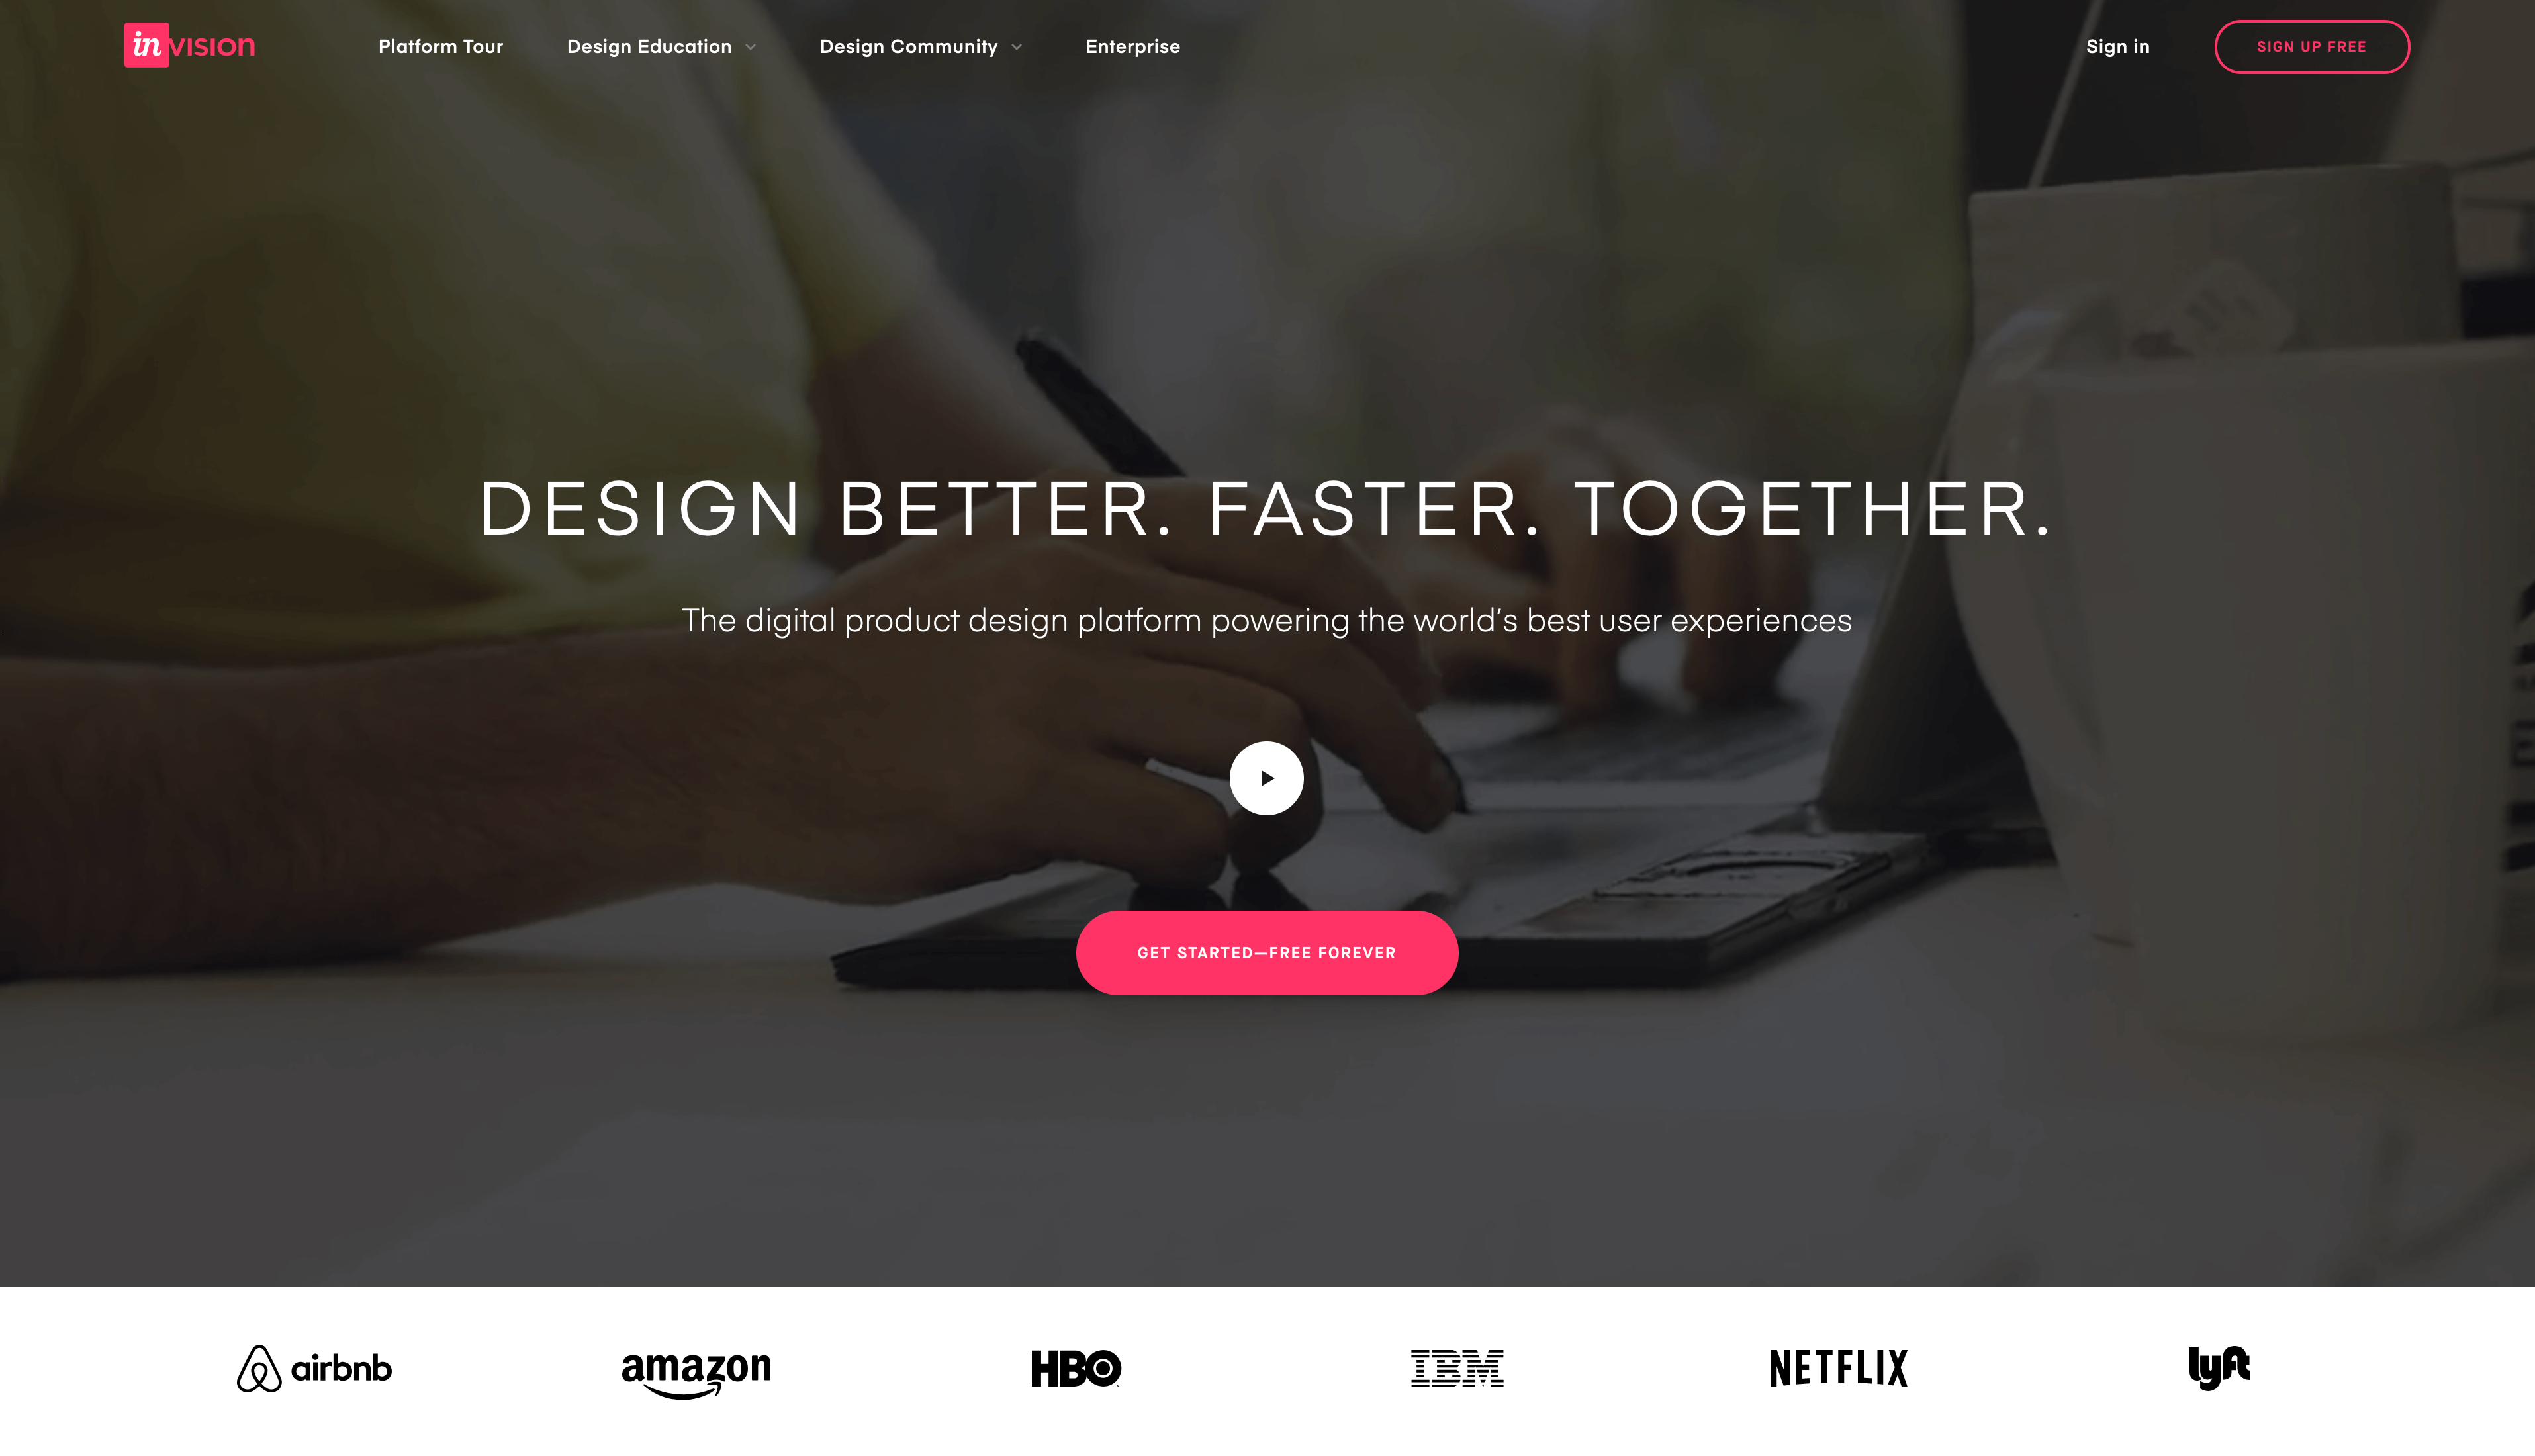 invision
Platform Tour
Design Education
Design Community
Enterprise
Sign in
SIGN UP FREE
DESIGN BETTER. FASTER. TOGETHER.
The digital product design platform powering the world’s best user experiences
GET STARTED—FREE FOREVER
airbnb
amazon
HBO
IBM
NETFLIX
lyft